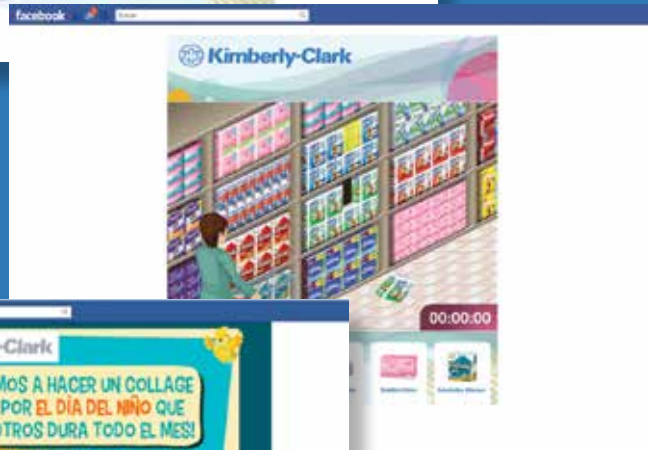 facebook
Kimberly-Clark
00:00:00
-Clark
MOS A HACER UN COLLAGE
POR EL DÍA DEL NIÑO QUE
OTROS DURA TODO EL MES!